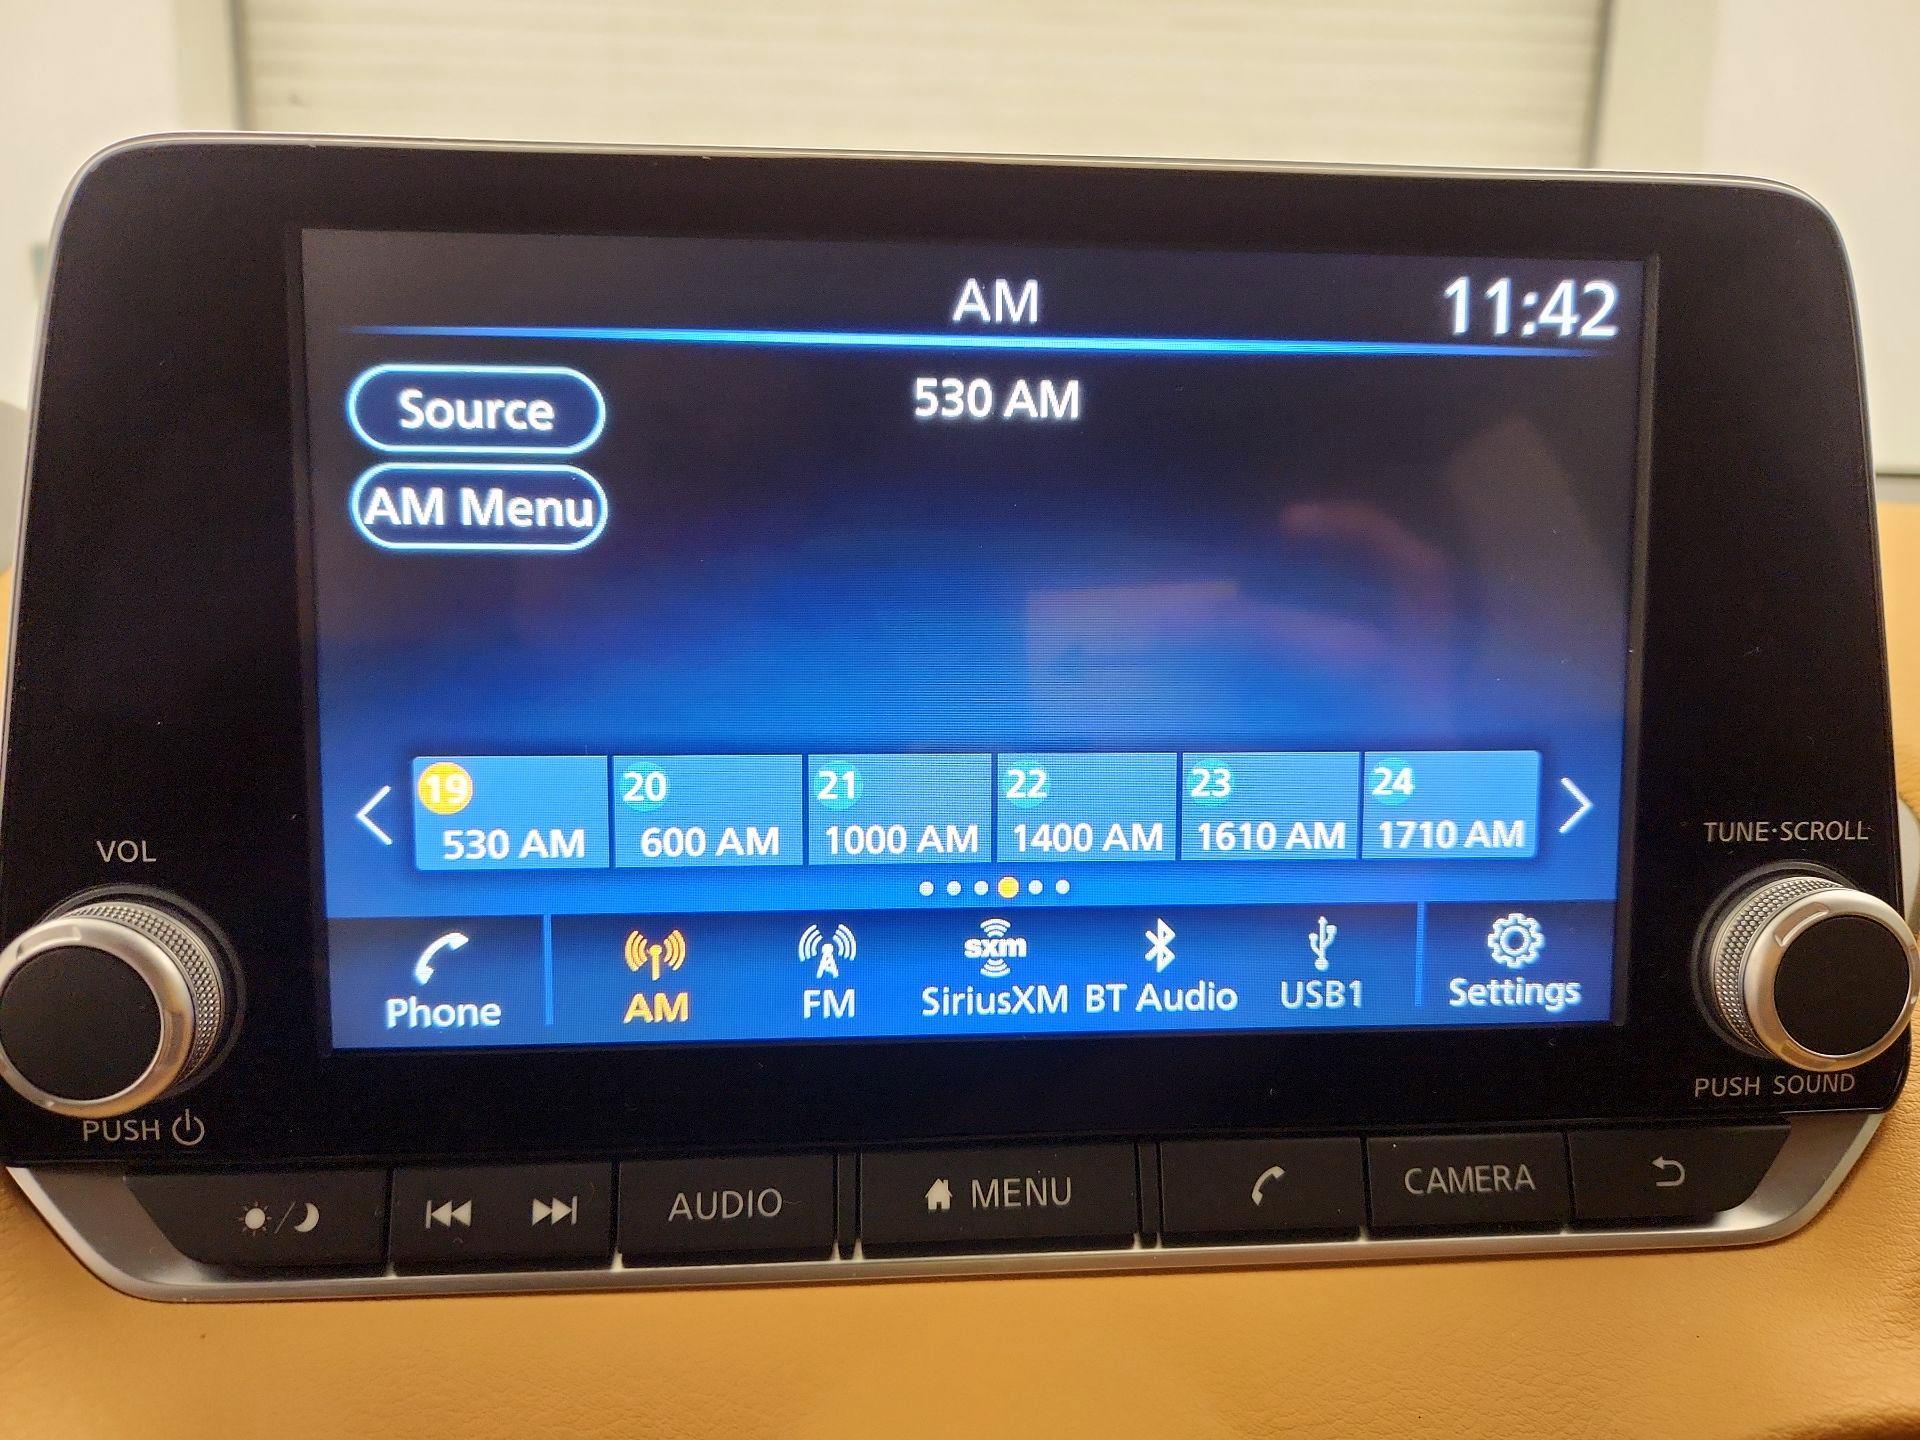 AM
11:42
Source
530 AM
AM Menu
19 20 21 22 23 24
530 AM 600 AM 1000 AM 1400 AM 1610 AM 1710 AM
VOL
TUNE·SCROLL
sxm
Phone AM FM SiriusXM BT Audio USB1 Settings
PUSH
PUSH SOUND
AUDIO MENU CAMERA